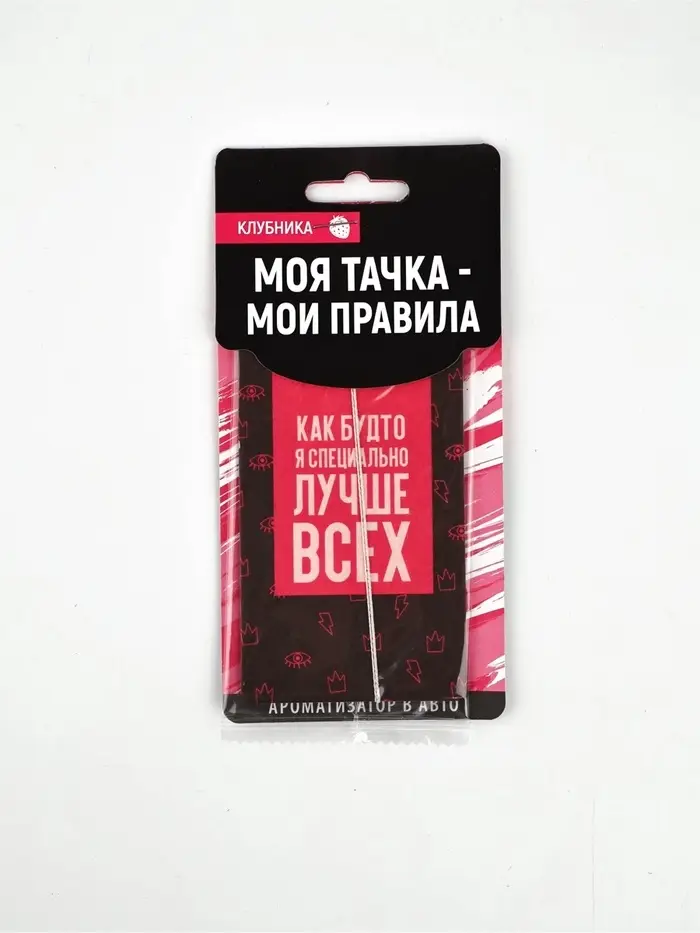 КЛУБНИКА
МОЯ ТАЧКА -
МОИ ПРАВИЛА
КАК БУДТО
Я СПЕЦИАЛЬНО
ЛУЧШЕ
ВСЕХ
АРОМАТИЗАТОР В АВТО